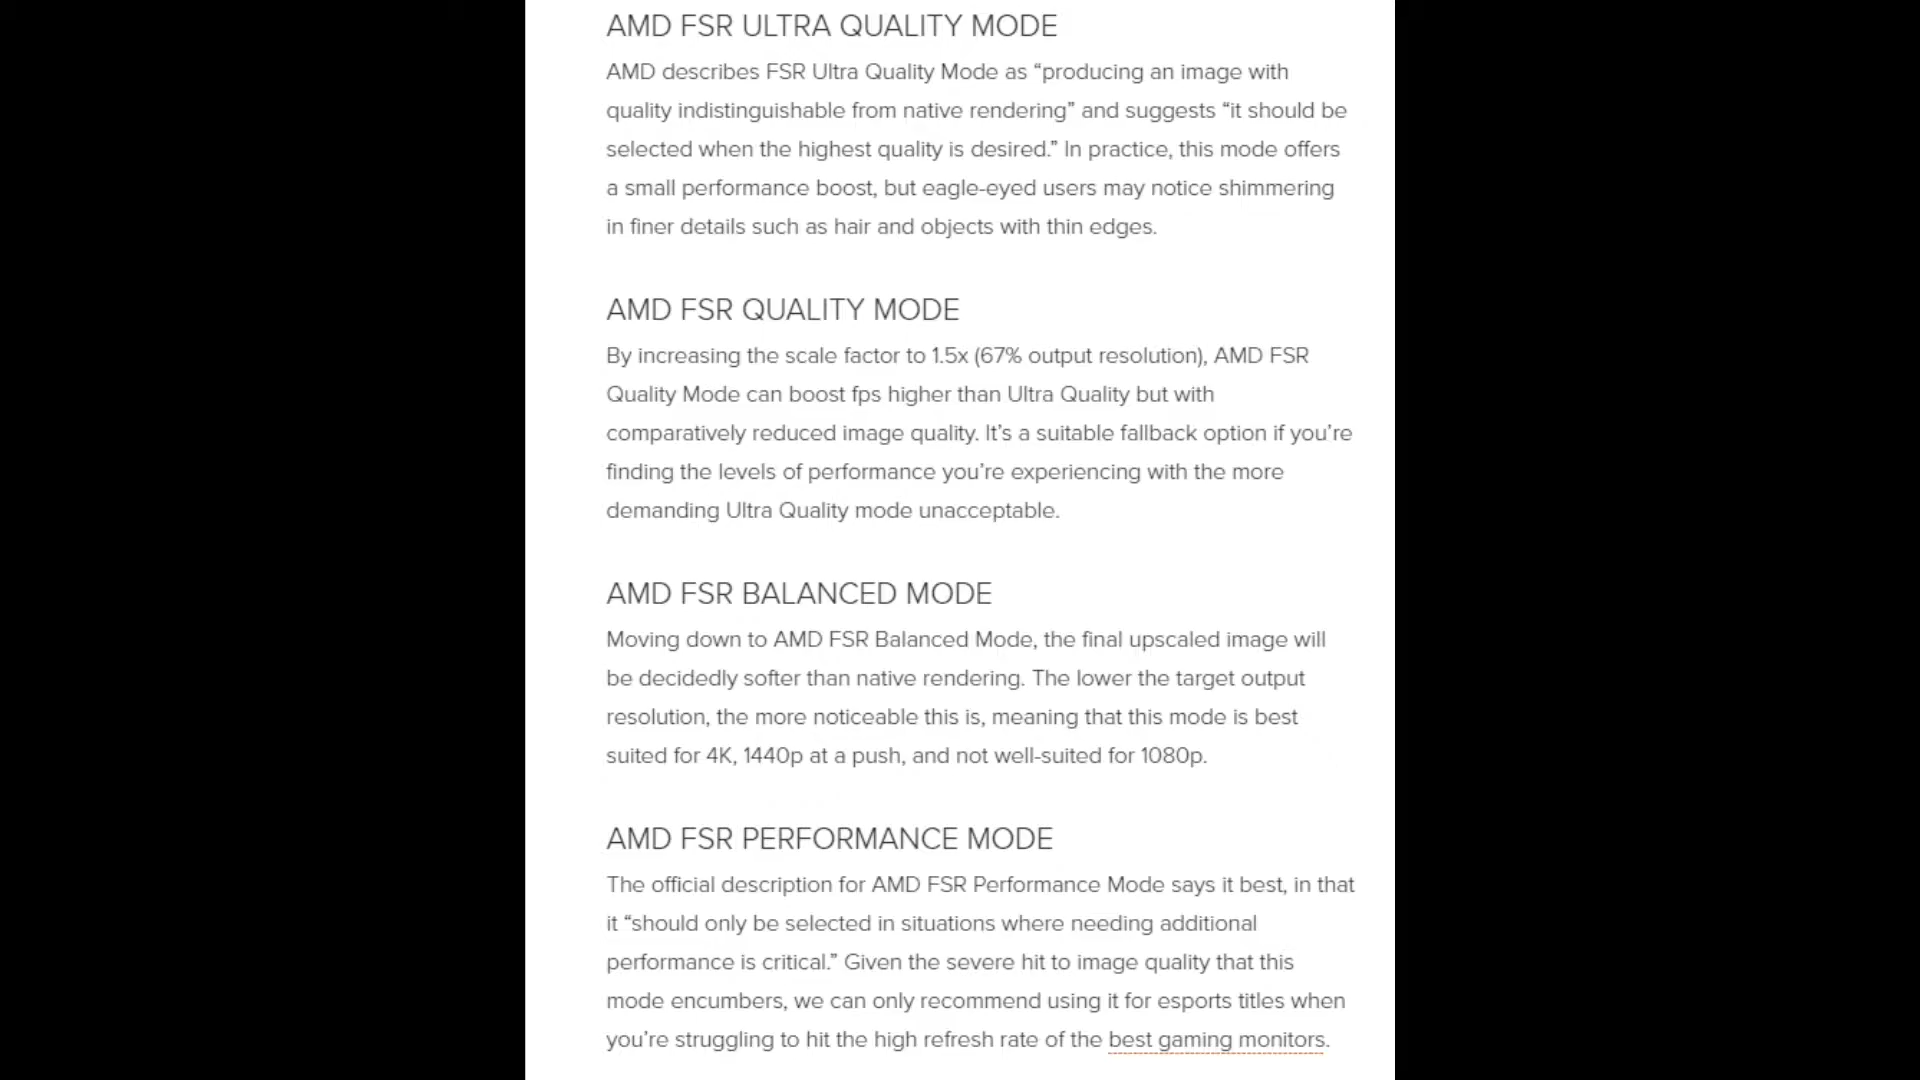 AMD FSR ULTRA QUALITY MODE
AMD describes FSR Ultra Quality Mode as “producing an image with
quality indistinguishable from native rendering” and suggests “it should be
selected when the highest quality is desired.” In practice, this mode offers
a small performance boost, but eagle-eyed users may notice shimmering
in finer details such as hair and objects with thin edges.
AMD FSR QUALITY MODE
By increasing the scale factor to 1.5x (67% output resolution), AMD FSR
Quality Mode can boost fps higher than Ultra Quality but with
comparatively reduced image quality. It’s a suitable fallback option if you’re
finding the levels of performance you’re experiencing with the more
demanding Ultra Quality mode unacceptable.
AMD FSR BALANCED MODE
Moving down to AMD FSR Balanced Mode, the final upscaled image will
be decidedly softer than native rendering. The lower the target output
resolution, the more noticeable this is, meaning that this mode is best
suited for 4K, 1440p at a push, and not well-suited for 1080p.
AMD FSR PERFORMANCE MODE
The official description for AMD FSR Performance Mode says it best, in that
it “should only be selected in situations where needing additional
performance is critical.” Given the severe hit to image quality that this
mode encumbers, we can only recommend using it for esports titles when
you’re struggling to hit the high refresh rate of the best gaming monitors.